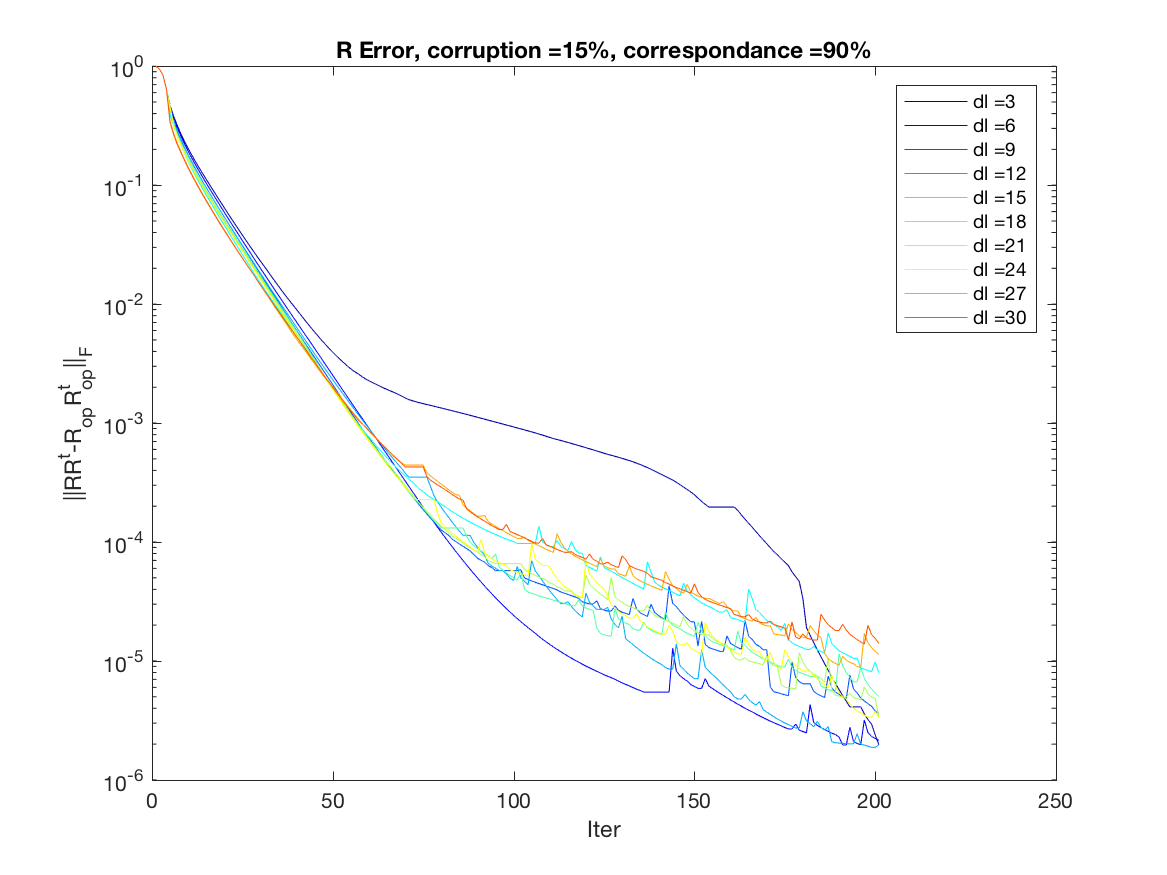 R Error, corruption =15%, correspondance =90%
||RR^t-R_op R_op^t||_F
10^0
10^-1
10^-2
10^-3
10^-4
10^-5
10^-6
0 50 100 150 200 250
Iter
dl =3
dl =6
dl =9
dl =12
dl =15
dl =18
dl =21
dl =24
dl =27
dl =30